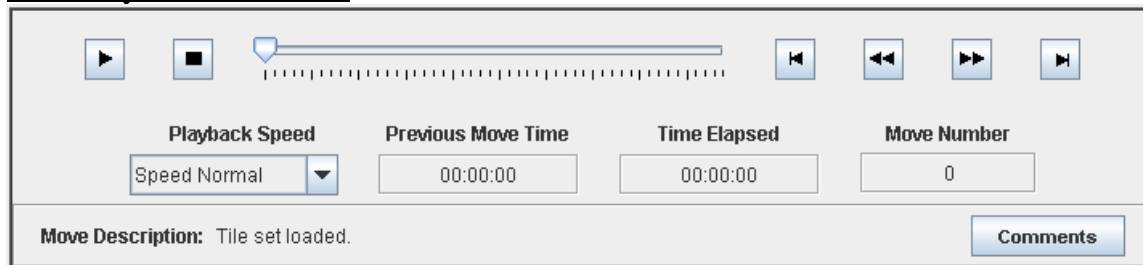 Playback Speed Previous Move Time Time Elapsed Move Number
Speed Normal 00:00:00 00:00:00 0
Move Description: Tile set loaded. Comments